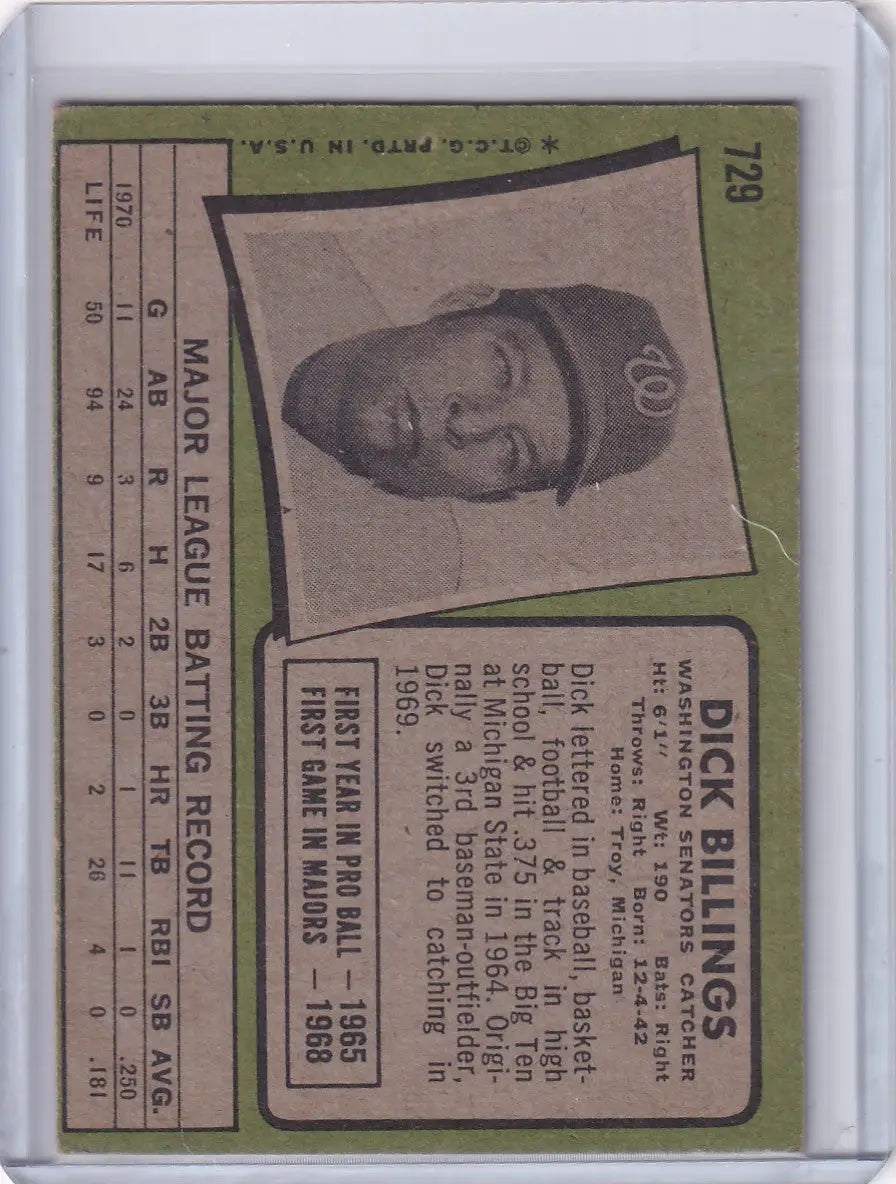 729
*©T.C.G. PRTD. IN U.S.A.
W
DICK BILLINGS
WASHINGTON SENATORS CATCHER
Ht: 6'1" Wt: 190 Bats: Right
Throws: Right Born: 12-4-42
Home: Troy, Michigan
Dick lettered in baseball, basket-
ball, football & track in high
school & hit .375 in the Big Ten
at Michigan State in 1964. Origi-
nally a 3rd baseman-outfielder,
Dick switched to catching in
1969.
FIRST YEAR IN PRO BALL — 1965
FIRST GAME IN MAJORS — 1968
MAJOR LEAGUE BATTING RECORD
G AB R H 2B 3B HR TB RBI SB AVG.
1970 11 24 3 6 2 0 1 11 1 0 .250
LIFE 50 94 9 17 3 0 2 26 4 0 .181